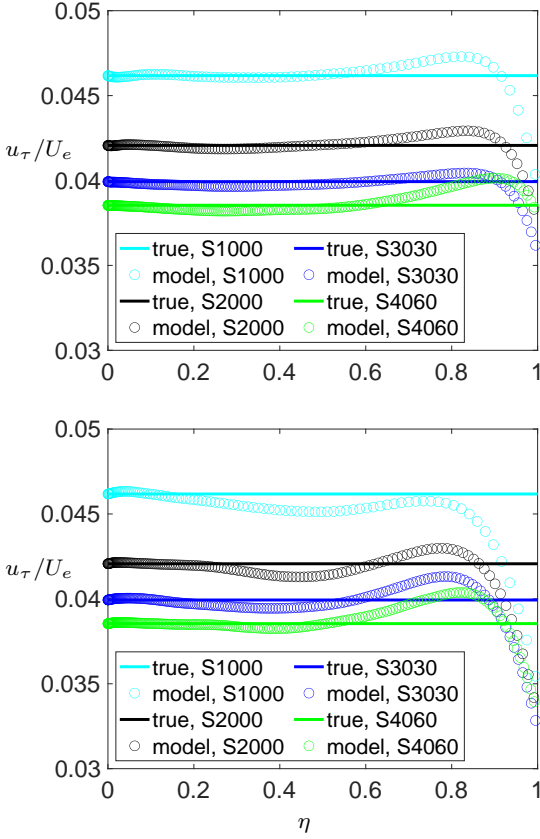 0.05
0.045
u_τ/U_e
0.04
0.035
0.03
true, S1000
true, S3030
model, S1000
model, S3030
true, S2000
true, S4060
model, S2000
model, S4060
0 0.2 0.4 0.6 0.8 1
0.05
0.045
u_τ/U_e
0.04
0.035
0.03
true, S1000
true, S3030
model, S1000
model, S3030
true, S2000
true, S4060
model, S2000
model, S4060
0 0.2 0.4 0.6 0.8 1
η